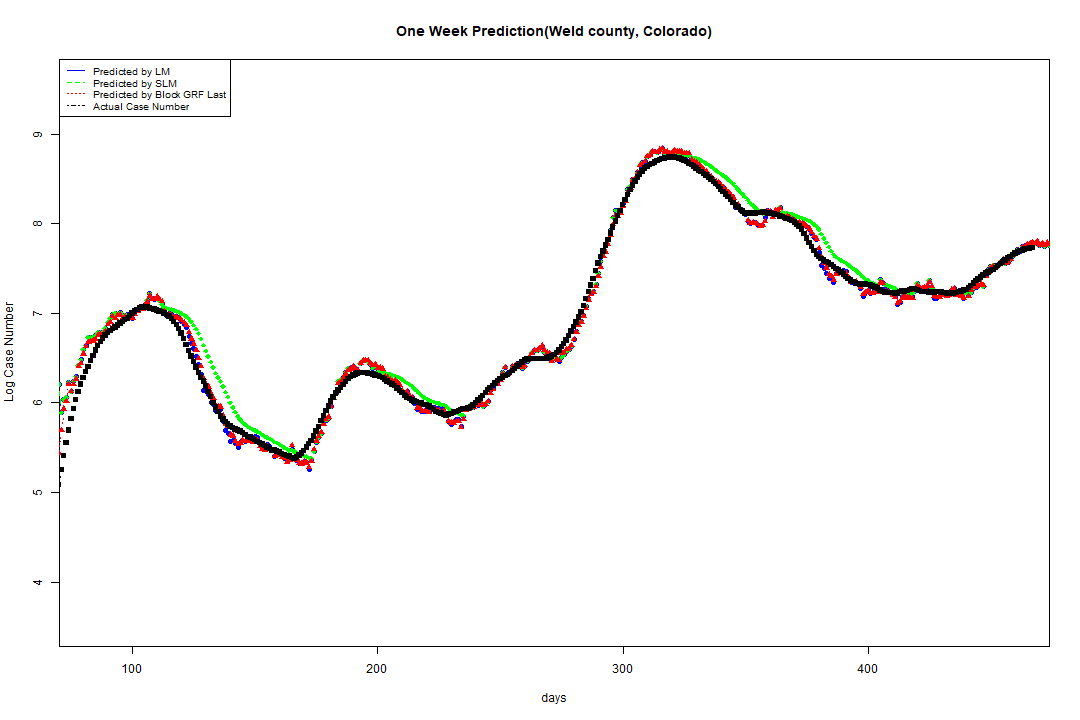 One Week Prediction(Weld county, Colorado)
Predicted by LM
Predicted by SLM
Predicted by Block GRF Last
Actual Case Number
9
8
7
6
5
4
Log Case Number
100
200
300
400
days